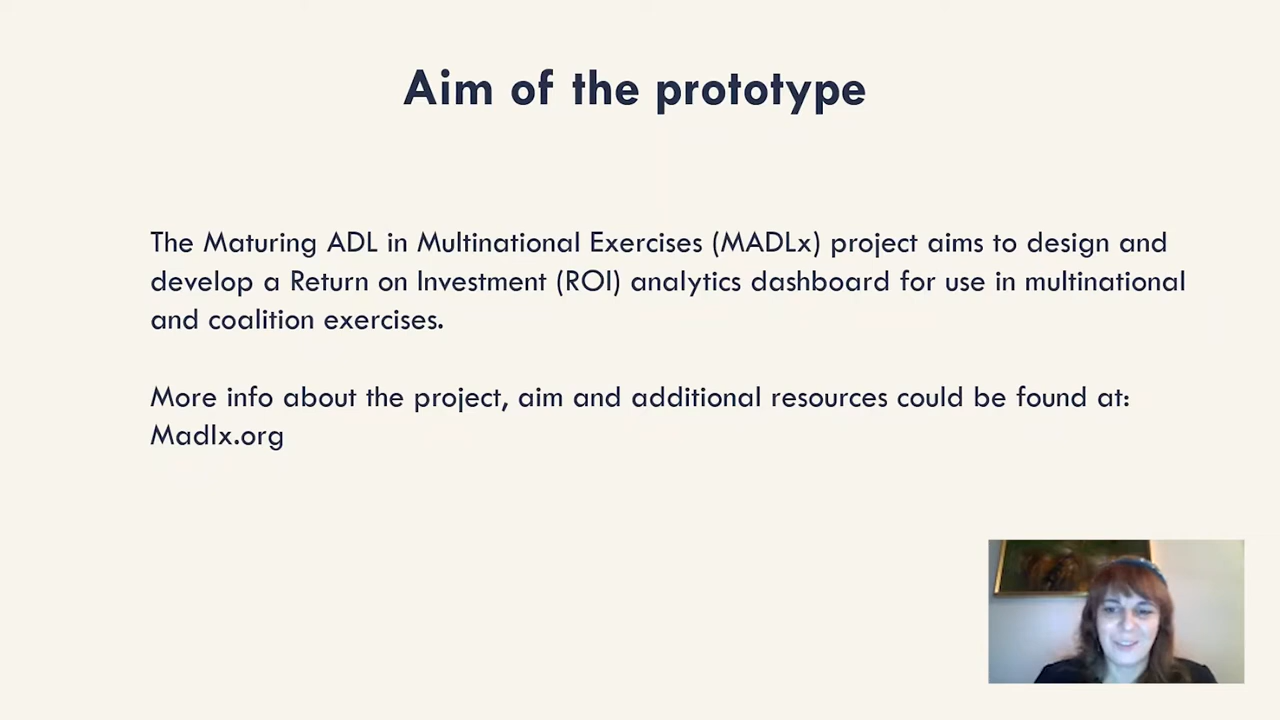 Aim of the prototype
The Maturing ADL in Multinational Exercises (MADLx) project aims to design and
develop a Return on Investment (ROI) analytics dashboard for use in multinational
and coalition exercises.
More info about the project, aim and additional resources could be found at:
Madlx.org